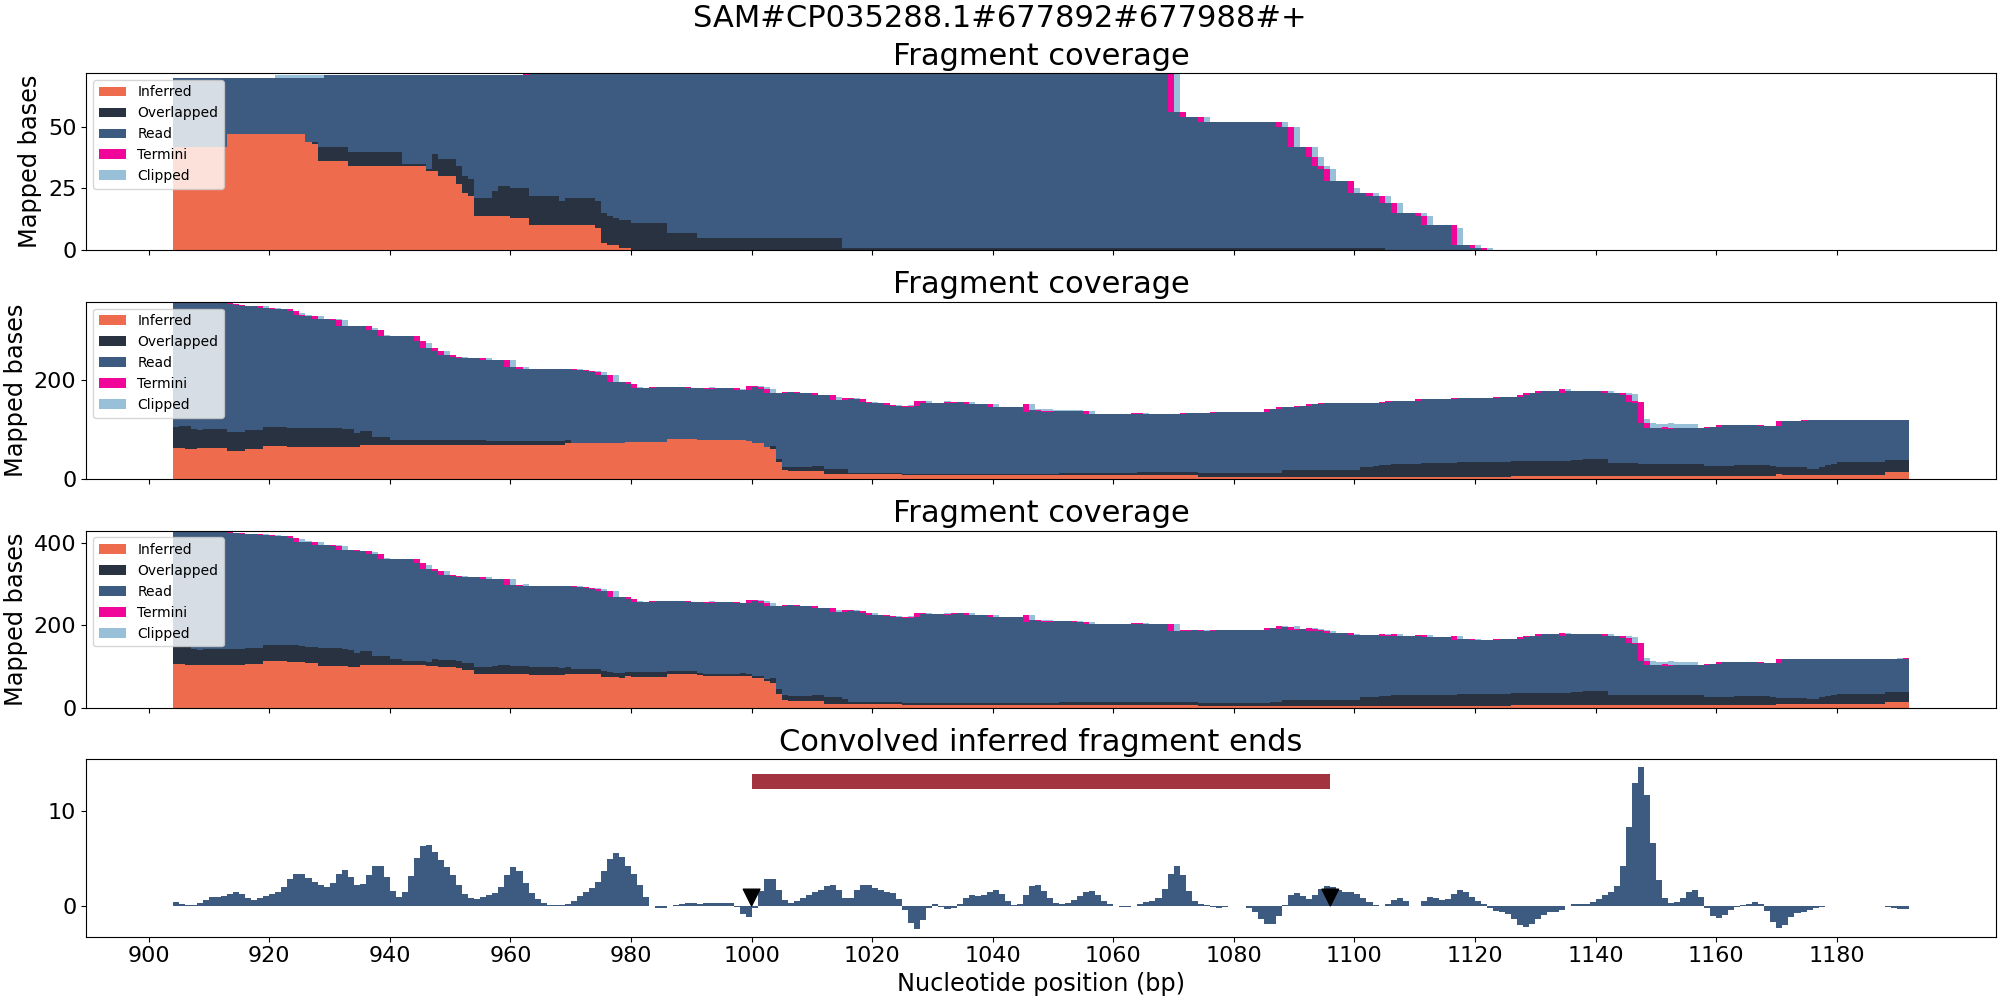 SAM#CP035288.1#677892#677988#+
Fragment coverage
Mapped bases
50
25
0
Inferred
Overlapped
Read
Termini
Clipped
Fragment coverage
Mapped bases
200
0
Inferred
Overlapped
Read
Termini
Clipped
Fragment coverage
Mapped bases
400
200
0
Inferred
Overlapped
Read
Termini
Clipped
Convolved inferred fragment ends
10
0
900 920 940 960 980 1000 1020 1040 1060 1080 1100 1120 1140 1160 1180
Nucleotide position (bp)